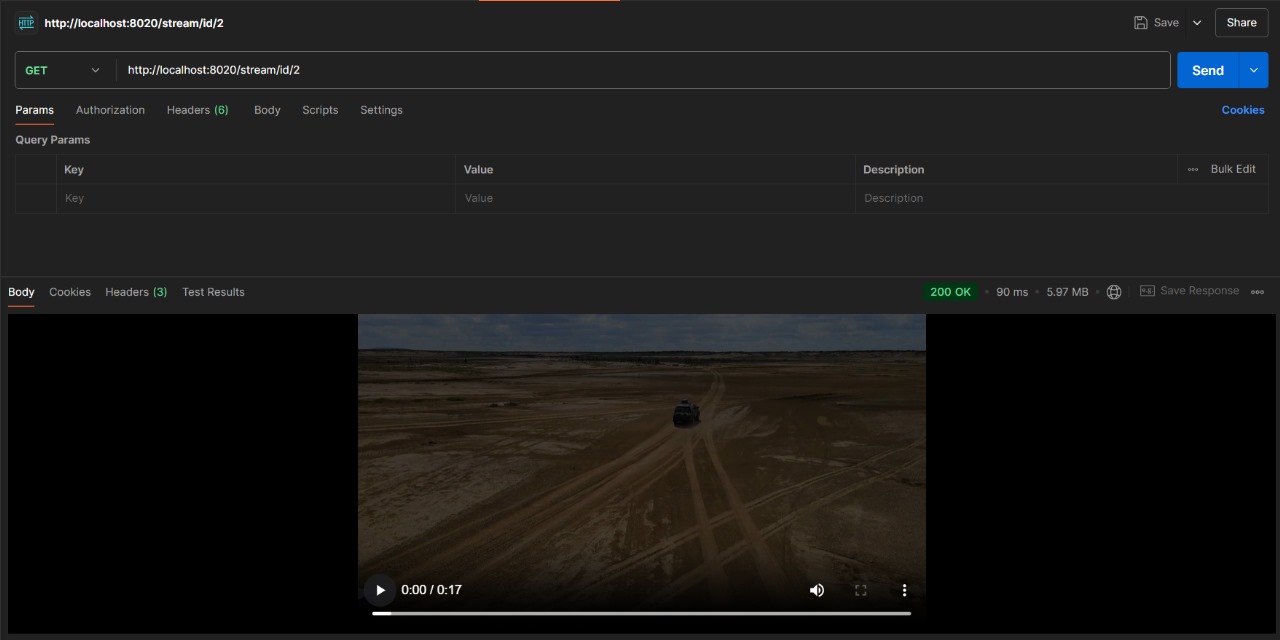 HTTP http://localhost:8020/stream/id/2 Save Share
GET http://localhost:8020/stream/id/2 Send
Params Authorization Headers (6) Body Scripts Settings Cookies
Query Params
Key Value Description Bulk Edit
Key Value Description
Body Cookies Headers (3) Test Results 200 OK • 90 ms • 5.97 MB • e.g. Save Response
0:00 / 0:17